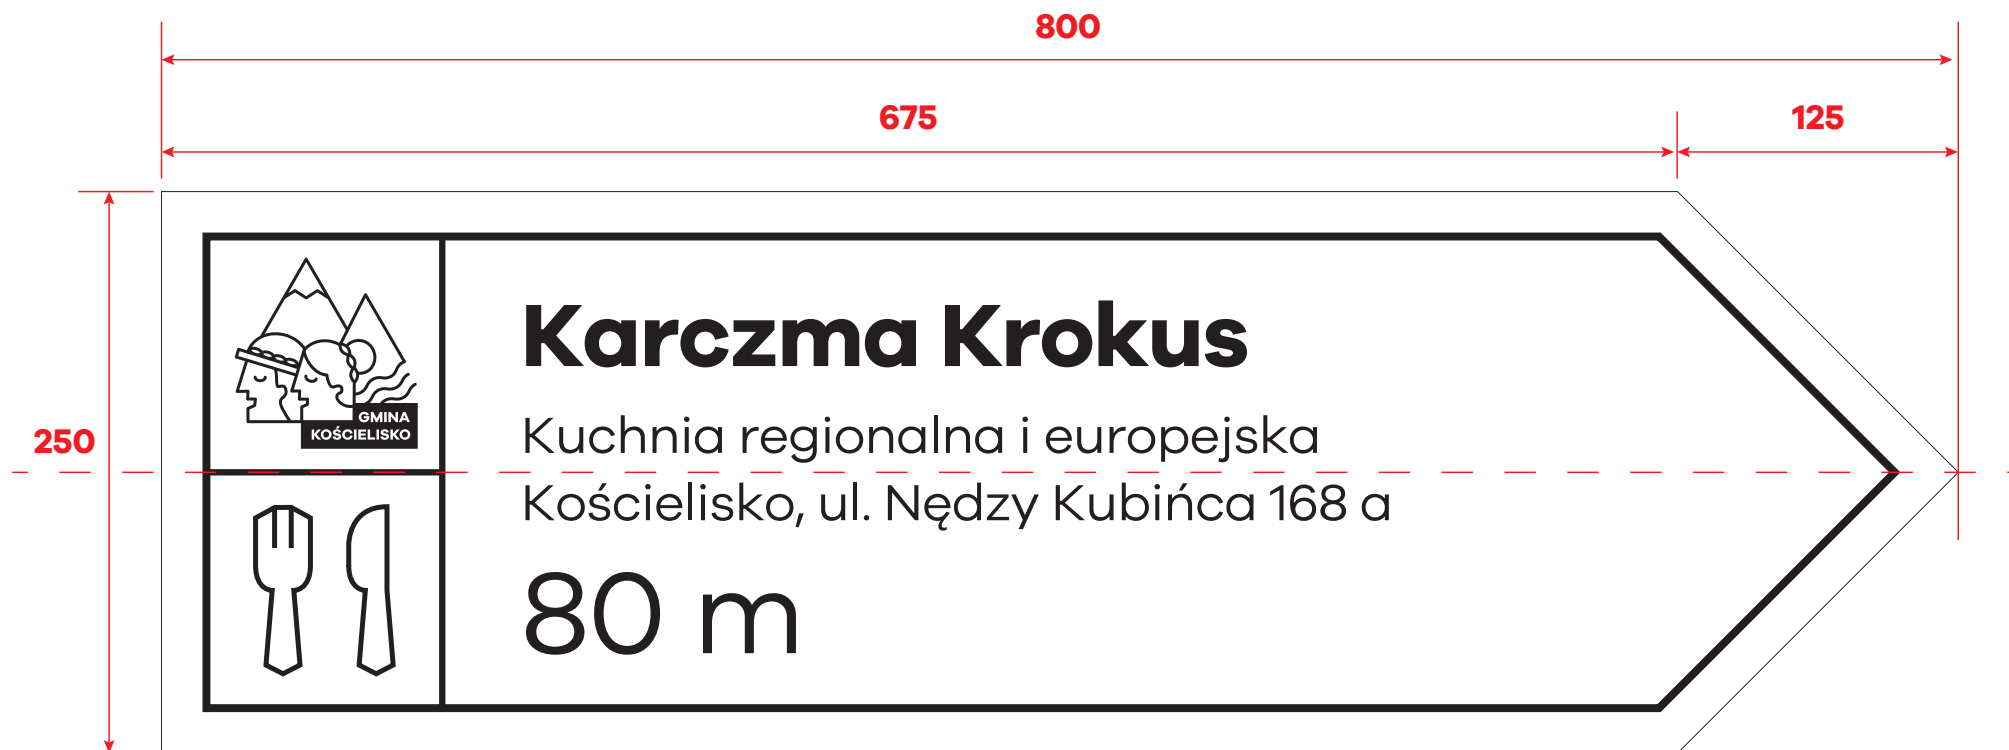 800
675
125
250
GMINA
KOŚCIELISKO
Karczma Krokus
Kuchnia regionalna i europejska
Kościelisko, ul. Nędzy Kubińca 168 a
80 m